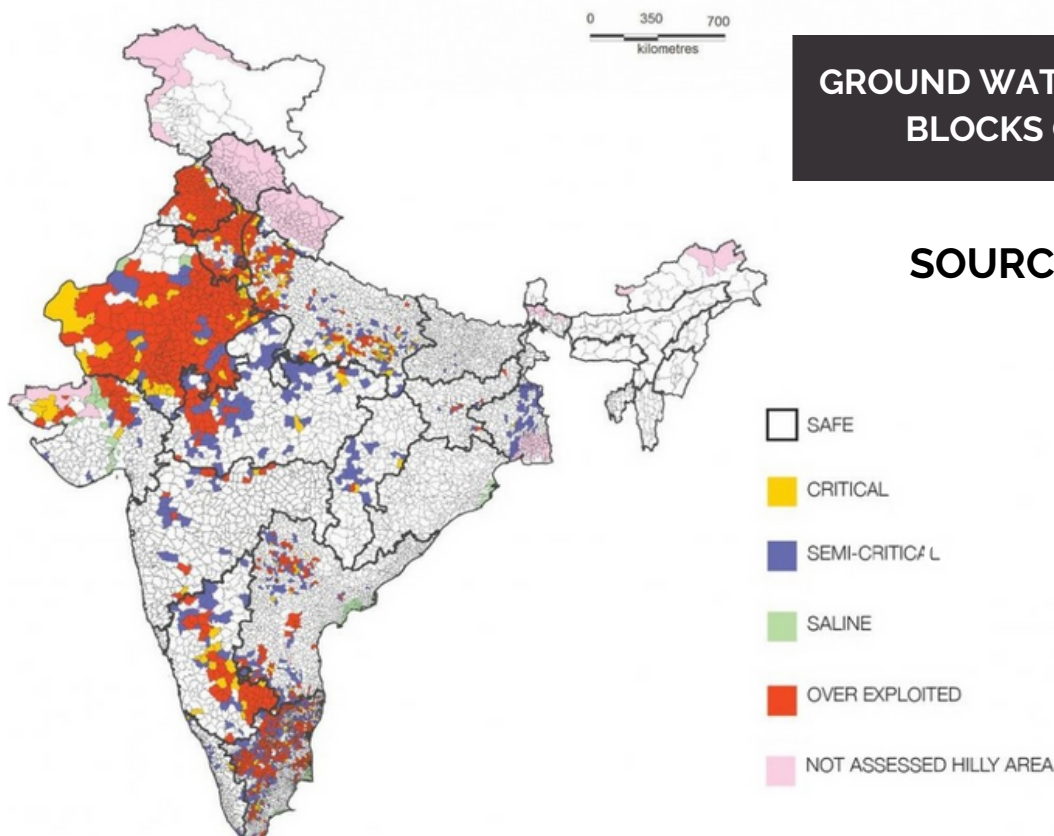 0 350 700
kilometres
GROUND WAT
BLOCKS
SOURC
SAFE
CRITICAL
SEMI-CRITICAL
SALINE
OVER EXPLOITED
NOT ASSESSED HILLY AREA